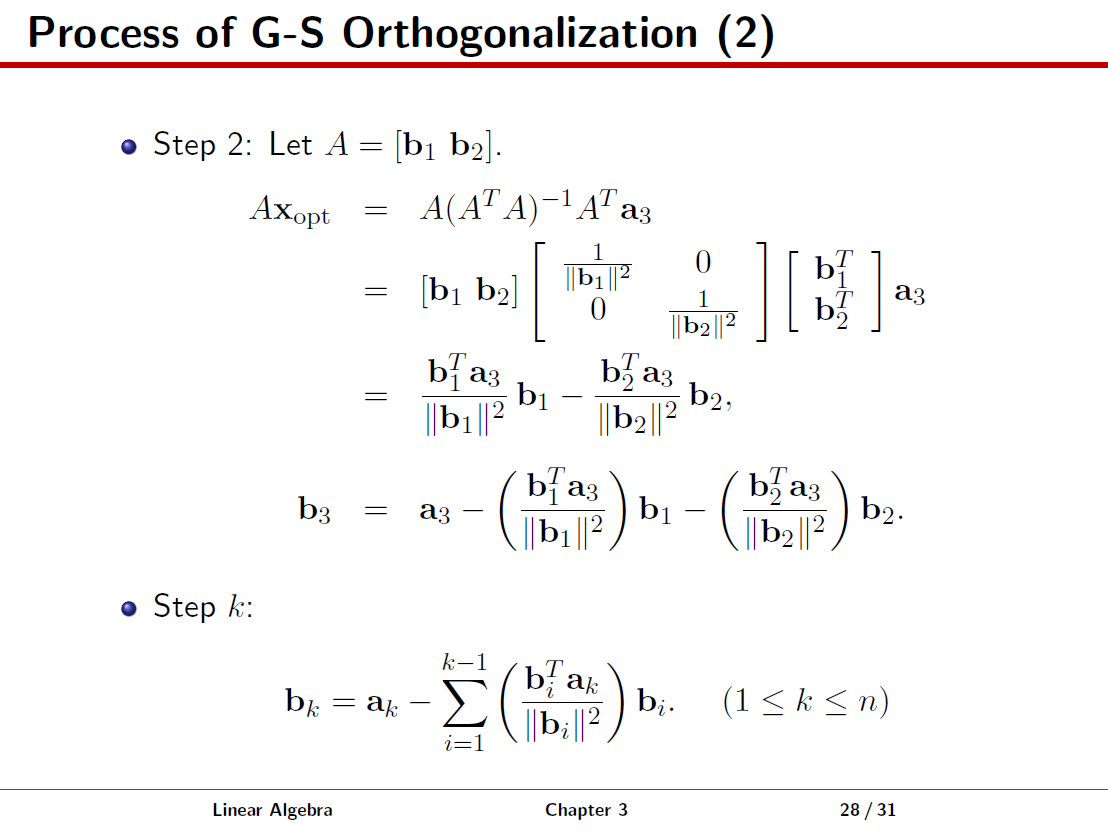 Process of G-S Orthogonalization (2)
Step 2: Let A = [b₁ b₂].
Ax_opt = A(AᵀA)⁻¹Aᵀa₃
= [b₁ b₂] [ 1/‖b₁‖² 0 ; 0 1/‖b₂‖² ] [ b₁ᵀ ; b₂ᵀ ] a₃
= (b₁ᵀa₃ / ‖b₁‖²) b₁ − (b₂ᵀa₃ / ‖b₂‖²) b₂,
b₃ = a₃ − (b₁ᵀa₃ / ‖b₁‖²) b₁ − (b₂ᵀa₃ / ‖b₂‖²) b₂.
Step k:
b_k = a_k − ∑_{i=1}^{k−1} (b_iᵀa_k / ‖b_i‖²) b_i. (1 ≤ k ≤ n)
Linear Algebra Chapter 3 28 / 31